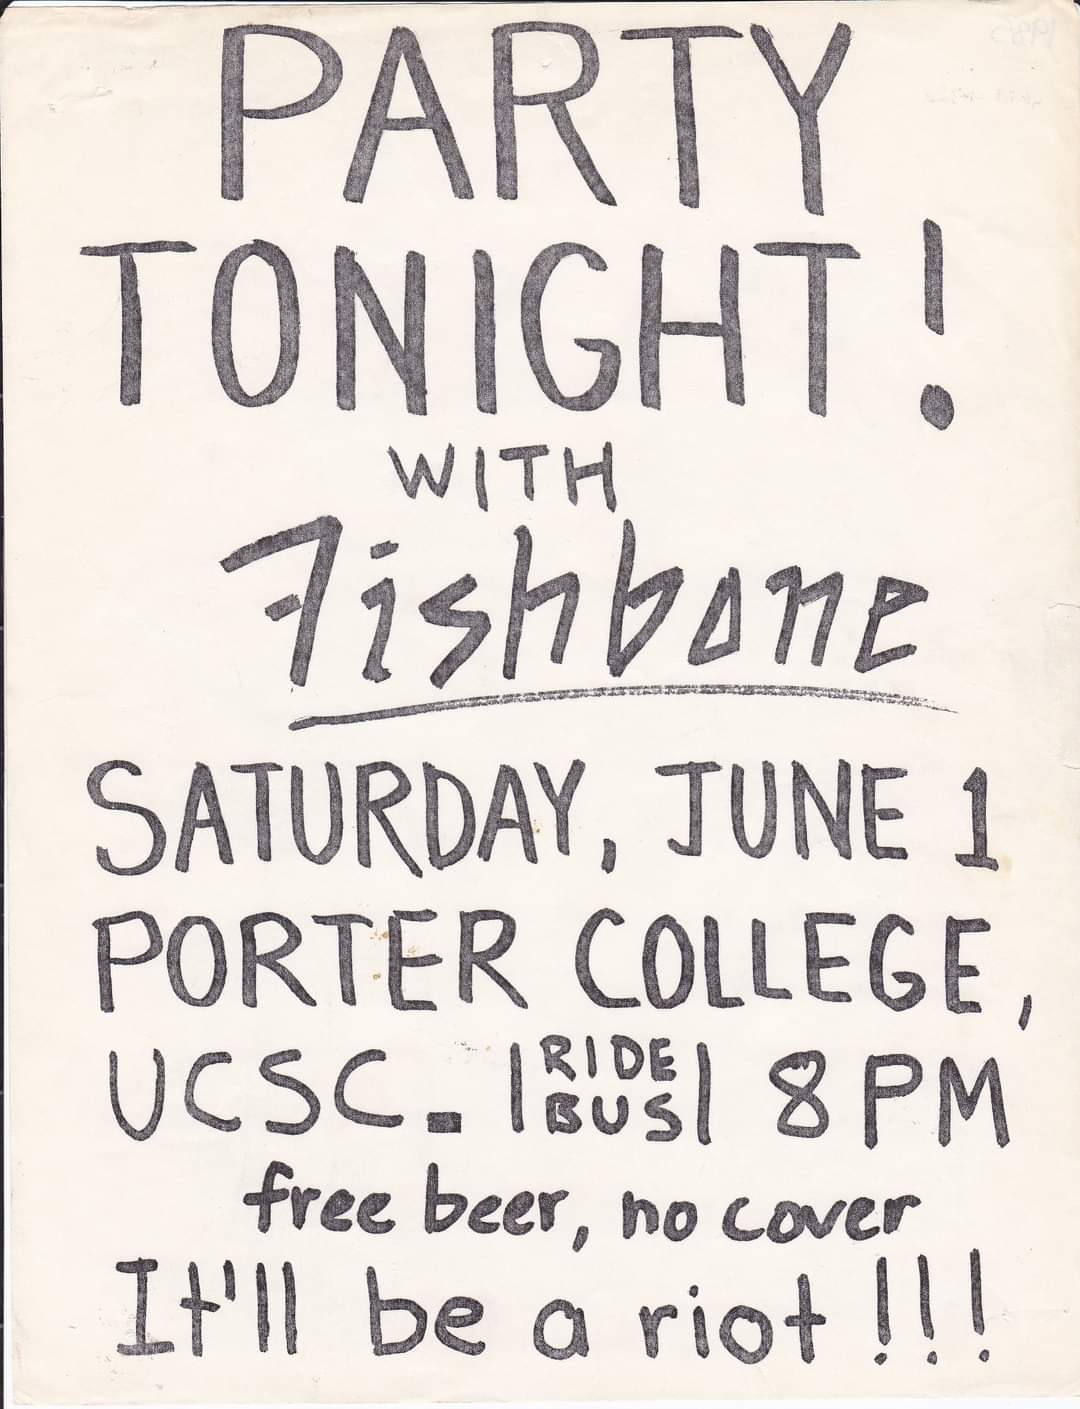 PARTY
TONIGHT!
WITH
Fishbone
SATURDAY, JUNE 1
PORTER COLLEGE,
UCSC. |RIDE BUS| 8 PM
free beer, no cover
It'll be a riot!!!